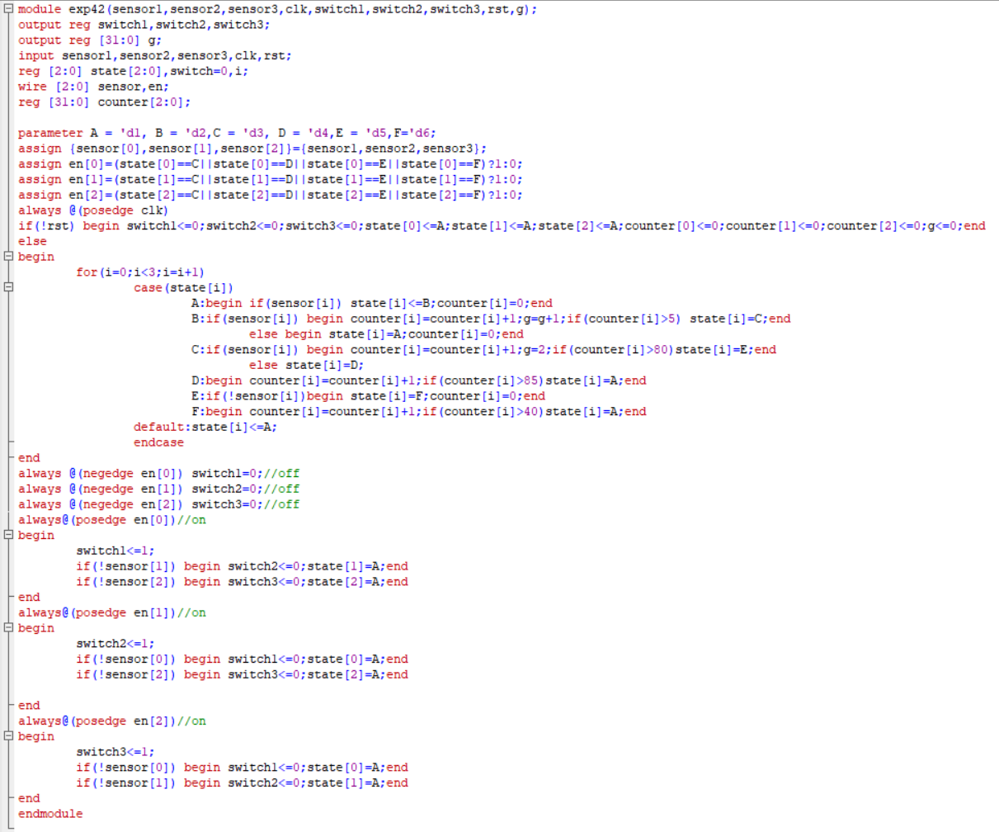 module exp42(sensor1,sensor2,sensor3,clk,switch1,switch2,switch3,rst,g);
output reg switch1,switch2,switch3;
output reg [31:0] g;
input sensor1,sensor2,sensor3,clk,rst;
reg [2:0] state[2:0],switch=0,i;
wire [2:0] sensor,en;
reg [31:0] counter[2:0];
parameter A = 'd1, B = 'd2,C = 'd3, D = 'd4,E = 'd5,F='d6;
assign {sensor[0],sensor[1],sensor[2]}={sensor1,sensor2,sensor3};
assign en[0]=(state[0]==C||state[0]==D||state[0]==E||state[0]==F)?1:0;
assign en[1]=(state[1]==C||state[1]==D||state[1]==E||state[1]==F)?1:0;
assign en[2]=(state[2]==C||state[2]==D||state[2]==E||state[2]==F)?1:0;
always @(posedge clk)
if(!rst) begin switch1<=0;switch2<=0;switch3<=0;state[0]<=A;state[1]<=A;state[2]<=A;counter[0]<=0;counter[1]<=0;counter[2]<=0;g<=0;end
else
begin
for(i=0;i<3;i=i+1)
case(state[i])
A:begin if(sensor[i]) state[i]<=B;counter[i]=0;end
B:if(sensor[i]) begin counter[i]=counter[i]+1;g=g+1;if(counter[i]>5) state[i]=C;end
else begin state[i]=A;counter[i]=0;end
C:if(sensor[i]) begin counter[i]=counter[i]+1;g=2;if(counter[i]>80)state[i]=E;end
else state[i]=D;
D:begin counter[i]=counter[i]+1;if(counter[i]>85)state[i]=A;end
E:if(!sensor[i])begin state[i]=F;counter[i]=0;end
F:begin counter[i]=counter[i]+1;if(counter[i]>40)state[i]=A;end
default:state[i]<=A;
endcase
end
always @(negedge en[0]) switch1=0;//off
always @(negedge en[1]) switch2=0;//off
always @(negedge en[2]) switch3=0;//off
always@(posedge en[0])//on
begin
switch1<=1;
if(!sensor[1]) begin switch2<=0;state[1]=A;end
if(!sensor[2]) begin switch3<=0;state[2]=A;end
end
always@(posedge en[1])//on
begin
switch2<=1;
if(!sensor[0]) begin switch1<=0;state[0]=A;end
if(!sensor[2]) begin switch3<=0;state[2]=A;end
end
always@(posedge en[2])//on
begin
switch3<=1;
if(!sensor[0]) begin switch1<=0;state[0]=A;end
if(!sensor[1]) begin switch2<=0;state[1]=A;end
end
endmodule